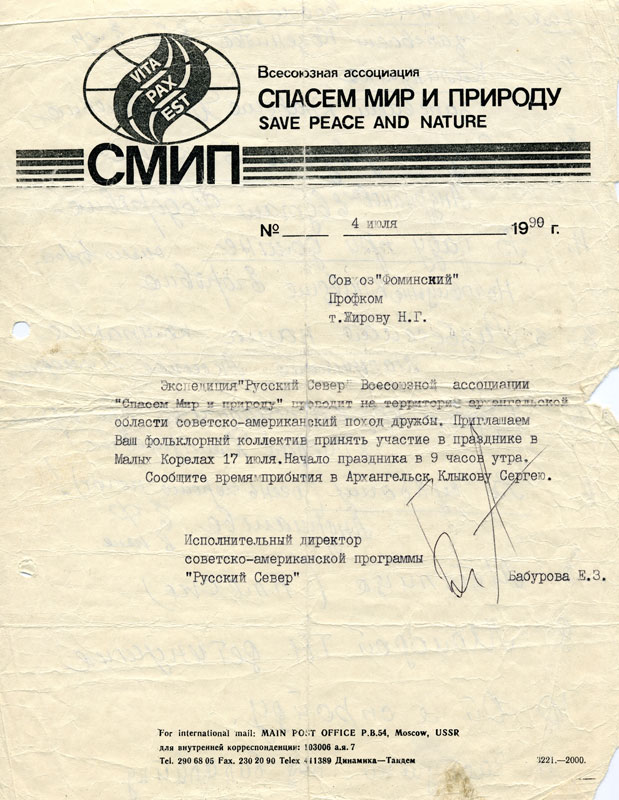 VITA
PAX
EST
Всесоюзная ассоциация
СПАСЕМ МИР И ПРИРОДУ
SAVE PEACE AND NATURE
СМИП
№ 4 июля 1990 г.
Сов оз"Фоминский"
Профком
т.Жирову Н.Г.
Экспедиция"Русский Север" Всесоюзной ассоциации
"Спасем Мир и природу" проводит на территория архангельской
области советско-американский поход дружбы. Приглашаем
Ваш фольклорный коллектив принять участие в празднике в
Малых Корелах 17 июля.Начало праздника в 9 часов утра.
Сообщите время прибытия в Архангельск, Клыкову Сергею.
Исполнительный директор
советско-американской программы
"Русский Север" Бабурова Е.З.
For international mail: MAIN POST OFFICE P.B.54, Moscow, USSR
для внутренней корреспонденции: 103006 а.я. 7
Tel. 290 68 05 Fax. 230 20 90 Telex 411389 Динамика—Тандем
3221.—2000.